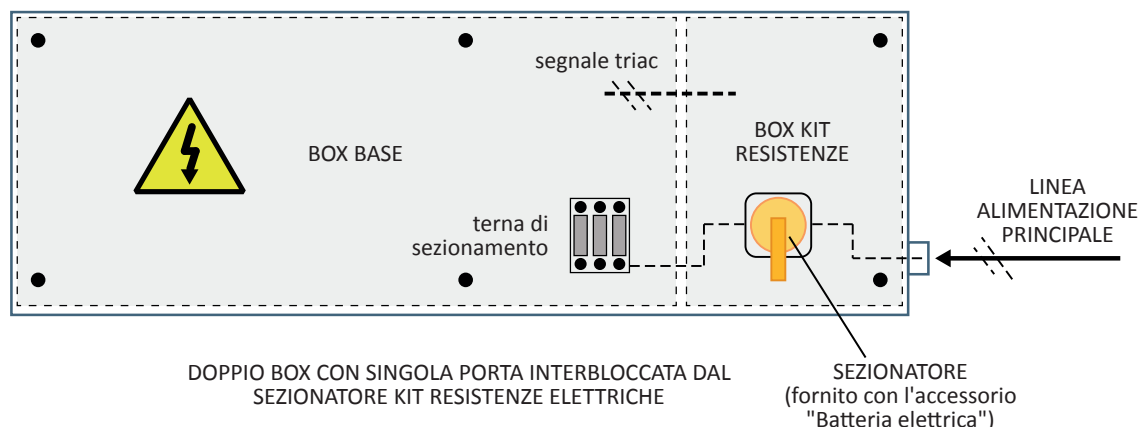 segnale triac
BOX BASE
BOX KIT
RESISTENZE
terna di
sezionamento
LINEA
ALIMENTAZIONE
PRINCIPALE
DOPPIO BOX CON SINGOLA PORTA INTERBLOCCATA DAL
SEZIONATORE KIT RESISTENZE ELETTRICHE
SEZIONATORE
(fornito con l'accessorio
"Batteria elettrica")